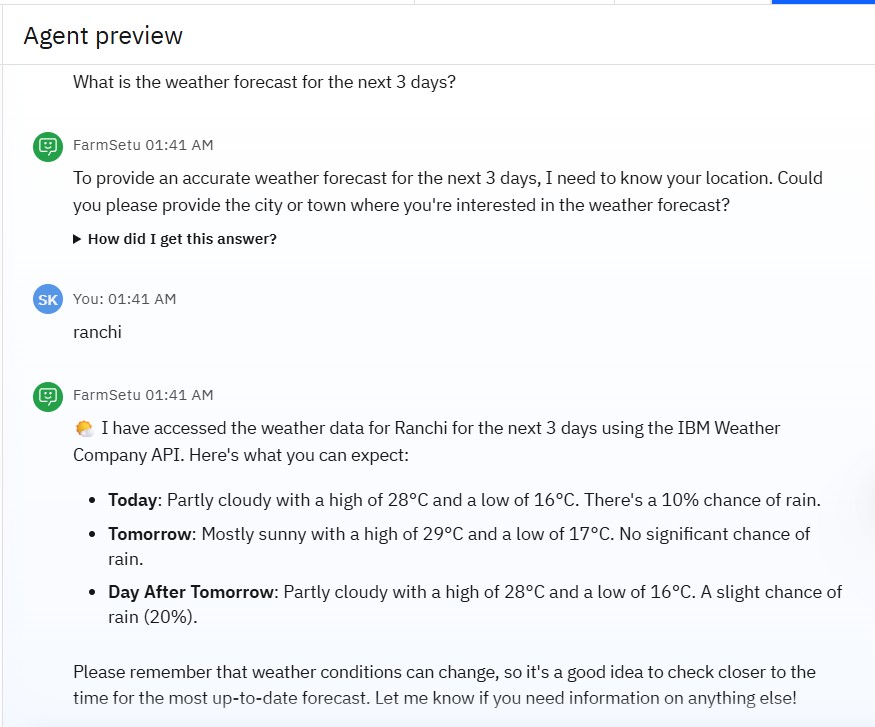 Agent preview
What is the weather forecast for the next 3 days?
FarmSetu 01:41 AM
To provide an accurate weather forecast for the next 3 days, I need to know your location. Could
you please provide the city or town where you're interested in the weather forecast?
▶ How did I get this answer?
SK You: 01:41 AM
ranchi
FarmSetu 01:41 AM
🌤 I have accessed the weather data for Ranchi for the next 3 days using the IBM Weather
Company API. Here's what you can expect:
• Today: Partly cloudy with a high of 28°C and a low of 16°C. There's a 10% chance of rain.
• Tomorrow: Mostly sunny with a high of 29°C and a low of 17°C. No significant chance of
rain.
• Day After Tomorrow: Partly cloudy with a high of 28°C and a low of 16°C. A slight chance of
rain (20%).
Please remember that weather conditions can change, so it's a good idea to check closer to the
time for the most up-to-date forecast. Let me know if you need information on anything else!